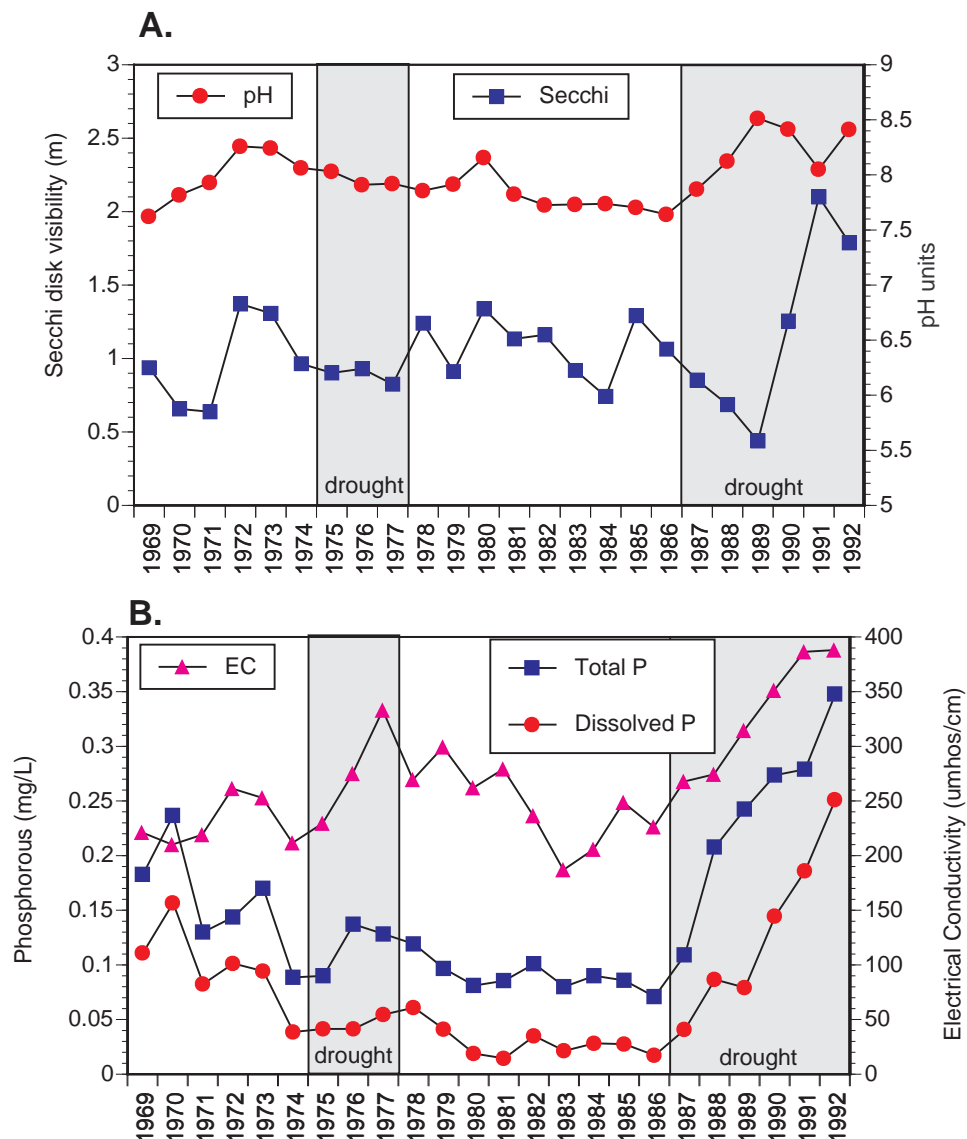 A.
3
2.5
2
1.5
1
0.5
0
Secchi disk visibility (m)
pH
Secchi
9
8.5
8
7.5
7
6.5
6
5.5
5
pH units
drought
drought
1969 1970 1971 1972 1973 1974 1975 1976 1977 1978 1979 1980 1981 1982 1983 1984 1985 1986 1987 1988 1989 1990 1991 1992
B.
0.4
0.35
0.3
0.25
0.2
0.15
0.1
0.05
0
Phosphorous (mg/L)
EC
Total P
Dissolved P
400
350
300
250
200
150
100
50
0
Electrical Conductivity (umhos/cm)
drought
drought
1969 1970 1971 1972 1973 1974 1975 1976 1977 1978 1979 1980 1981 1982 1983 1984 1985 1986 1987 1988 1989 1990 1991 1992